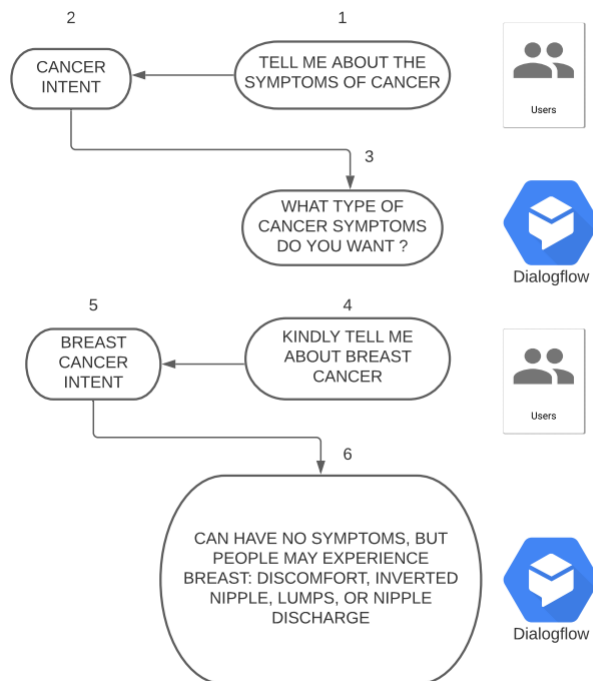 2
1
CANCER
INTENT
TELL ME ABOUT THE
SYMPTOMS OF CANCER
Users
3
WHAT TYPE OF
CANCER SYMPTOMS
DO YOU WANT ?
Dialogflow
5
4
BREAST
CANCER
INTENT
KINDLY TELL ME
ABOUT BREAST
CANCER
Users
6
CAN HAVE NO SYMPTOMS, BUT
PEOPLE MAY EXPERIENCE
BREAST: DISCOMFORT, INVERTED
NIPPLE, LUMPS, OR NIPPLE
DISCHARGE
Dialogflow